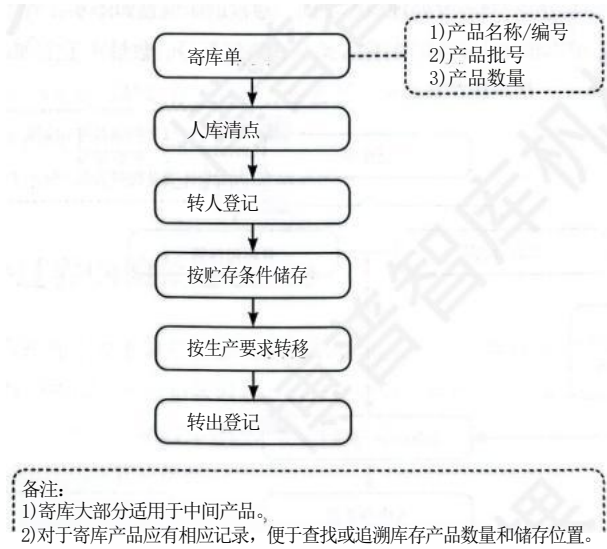 寄库单
1)产品名称/编号
2)产品批号
3)产品数量
人库清点
转人登记
按贮存条件储存
按生产要求转移
转出登记
备注:
1)寄库大部分适用于中间产品。
2)对于寄库产品应有相应记录，便于查找或追溯库存产品数量和储存位置。